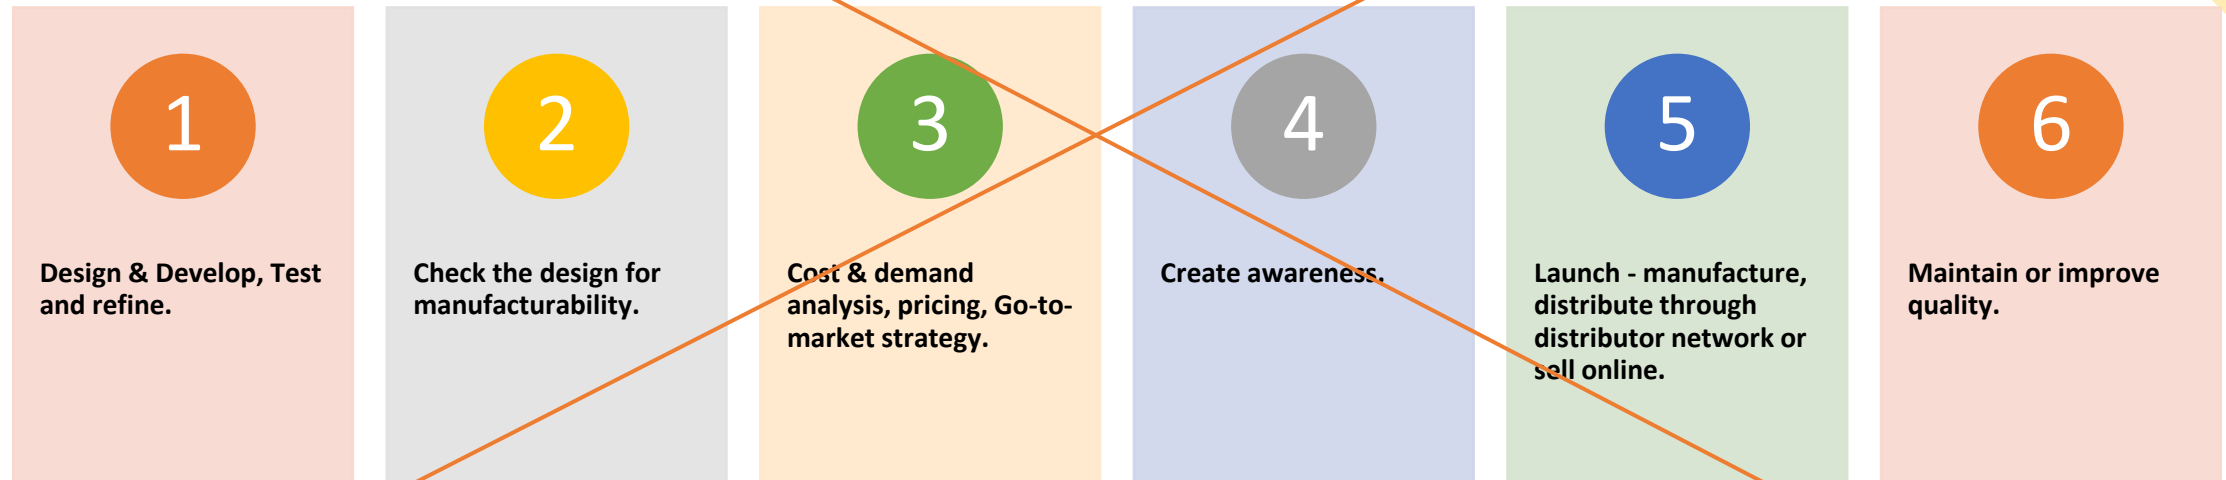 1
Design & Develop, Test
and refine.
2
Check the design for
manufacturability.
3
Cost & demand
analysis, pricing, Go-to-
market strategy.
4
Create awareness.
5
Launch - manufacture,
distribute through
distributor network or
sell online.
6
Maintain or improve
quality.